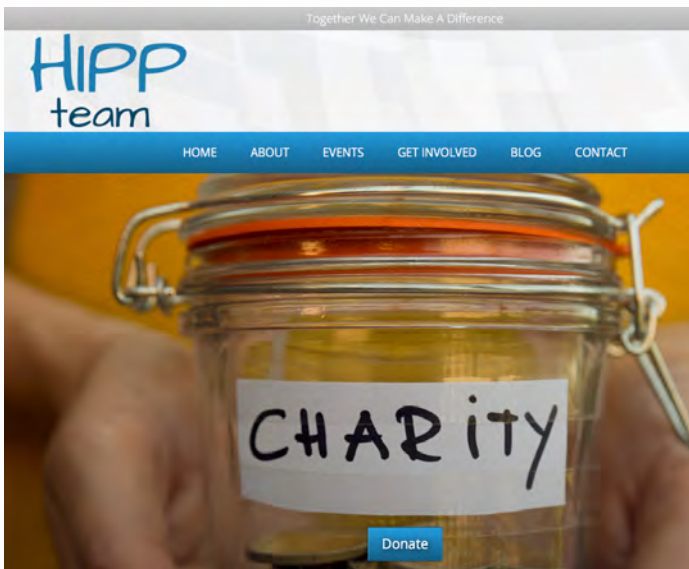 Together We Can Make A Difference
HIPP
team
HOME ABOUT EVENTS GET INVOLVED BLOG CONTACT
CHARiTY
Donate